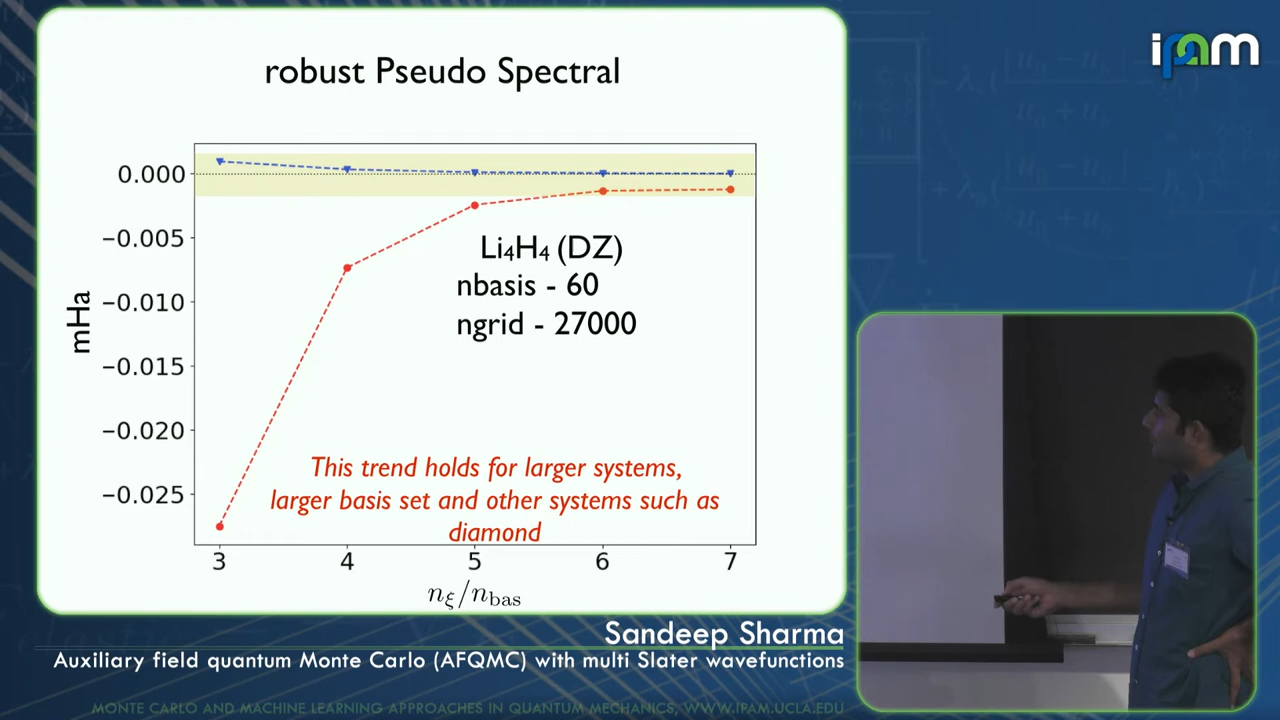 robust Pseudo Spectral
ipam
0.000
−0.005
−0.010
−0.015
−0.020
−0.025
mHa
Li₄H₄ (DZ)
nbasis - 60
ngrid - 27000
This trend holds for larger systems,
larger basis set and other systems such as
diamond
3 4 5 6 7
n_ξ/n_bas
Sandeep Sharma
Auxiliary field quantum Monte Carlo (AFQMC) with multi Slater wavefunctions
MONTE CARLO AND MACHINE LEARNING APPROACHES IN QUANTUM MECHANICS, WWW.IPAM.UCLA.EDU